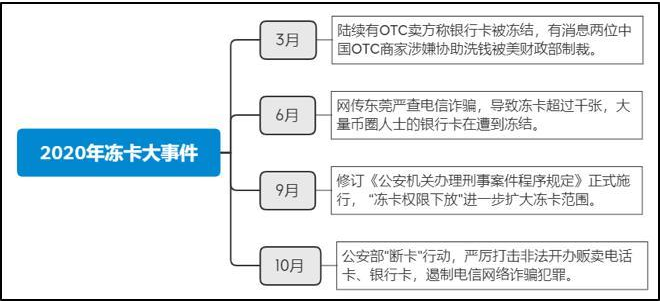 2020年冻卡大事件
3月
陆续有OTC卖方称银行卡被冻结，有消息两位中
国OTC商家涉嫌协助洗钱被美财政部制裁。
6月
网传东莞严查电信诈骗，导致冻卡超过千张，大
量币圈人士的银行卡在遭到冻结。
9月
修订《公安机关办理刑事案件程序规定》正式施
行，“冻卡权限下放”进一步扩大冻卡范围。
10月
公安部“断卡”行动，严厉打击非法开办贩卖电话
卡、银行卡，遏制电信网络诈骗犯罪。